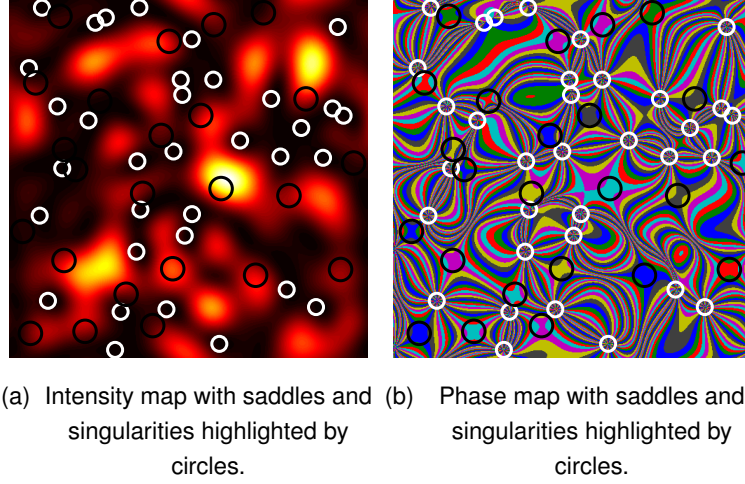 (a) Intensity map with saddles and
singularities highlighted by
circles.
(b) Phase map with saddles and
singularities highlighted by
circles.